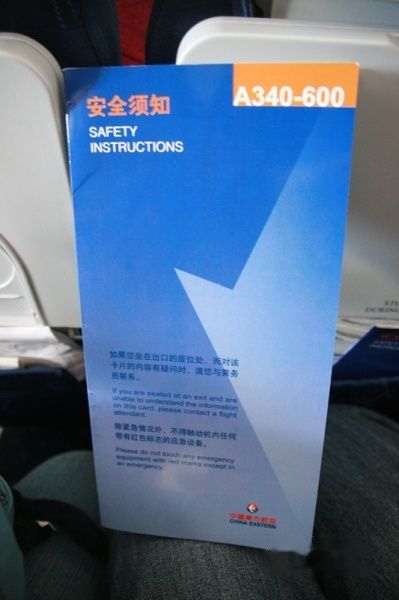 A340-600
安全须知
SAFETY
INSTRUCTIONS
如果您坐在出口的座位处，而对该
卡片的内容有疑问时，请您与乘务
员联系。
If you are seated at an exit and are
unable to understand the information
on this card, please contact a flight
attendant.
除紧急情况外，不得触动机内任何
带有红色标志的应急设备。
Please do not touch any emergency
equipment with red marks except in
an emergency.
中國東方航空
CHINA EASTERN
DURING